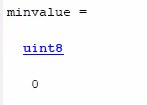 minvalue =
uint8
0